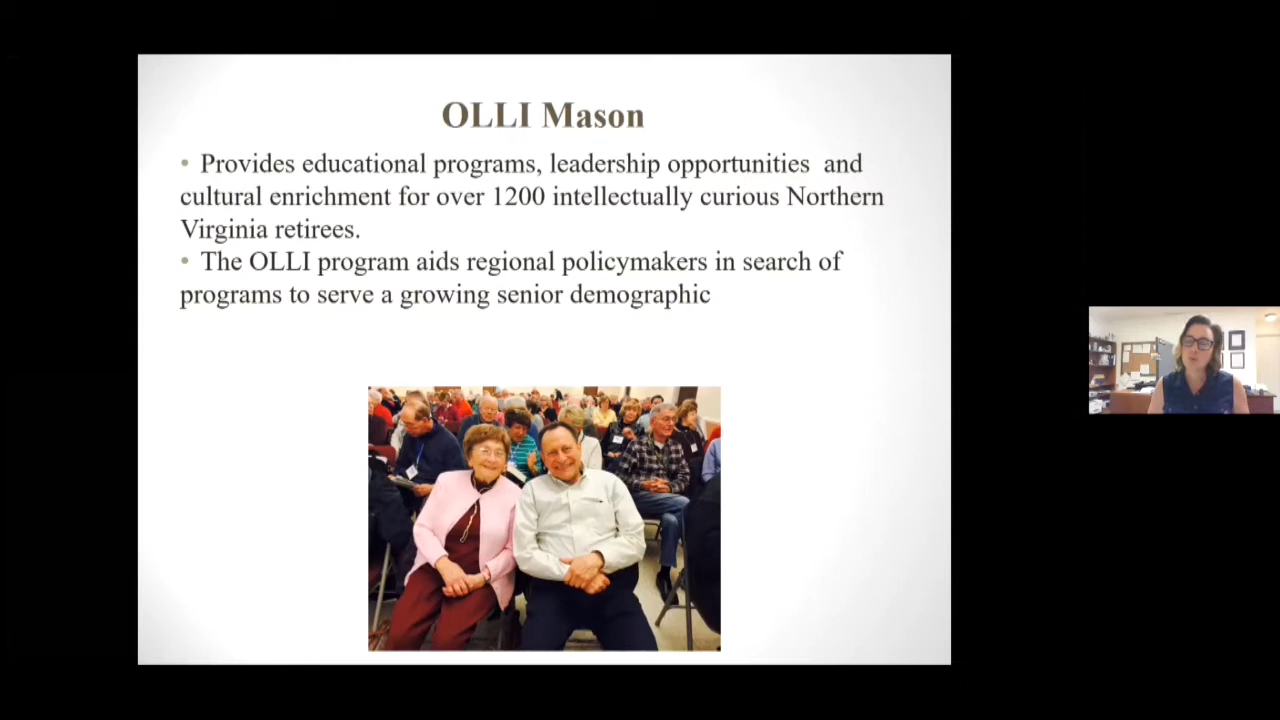 OLLI Mason
• Provides educational programs, leadership opportunities and
cultural enrichment for over 1200 intellectually curious Northern
Virginia retirees.
• The OLLI program aids regional policymakers in search of
programs to serve a growing senior demographic